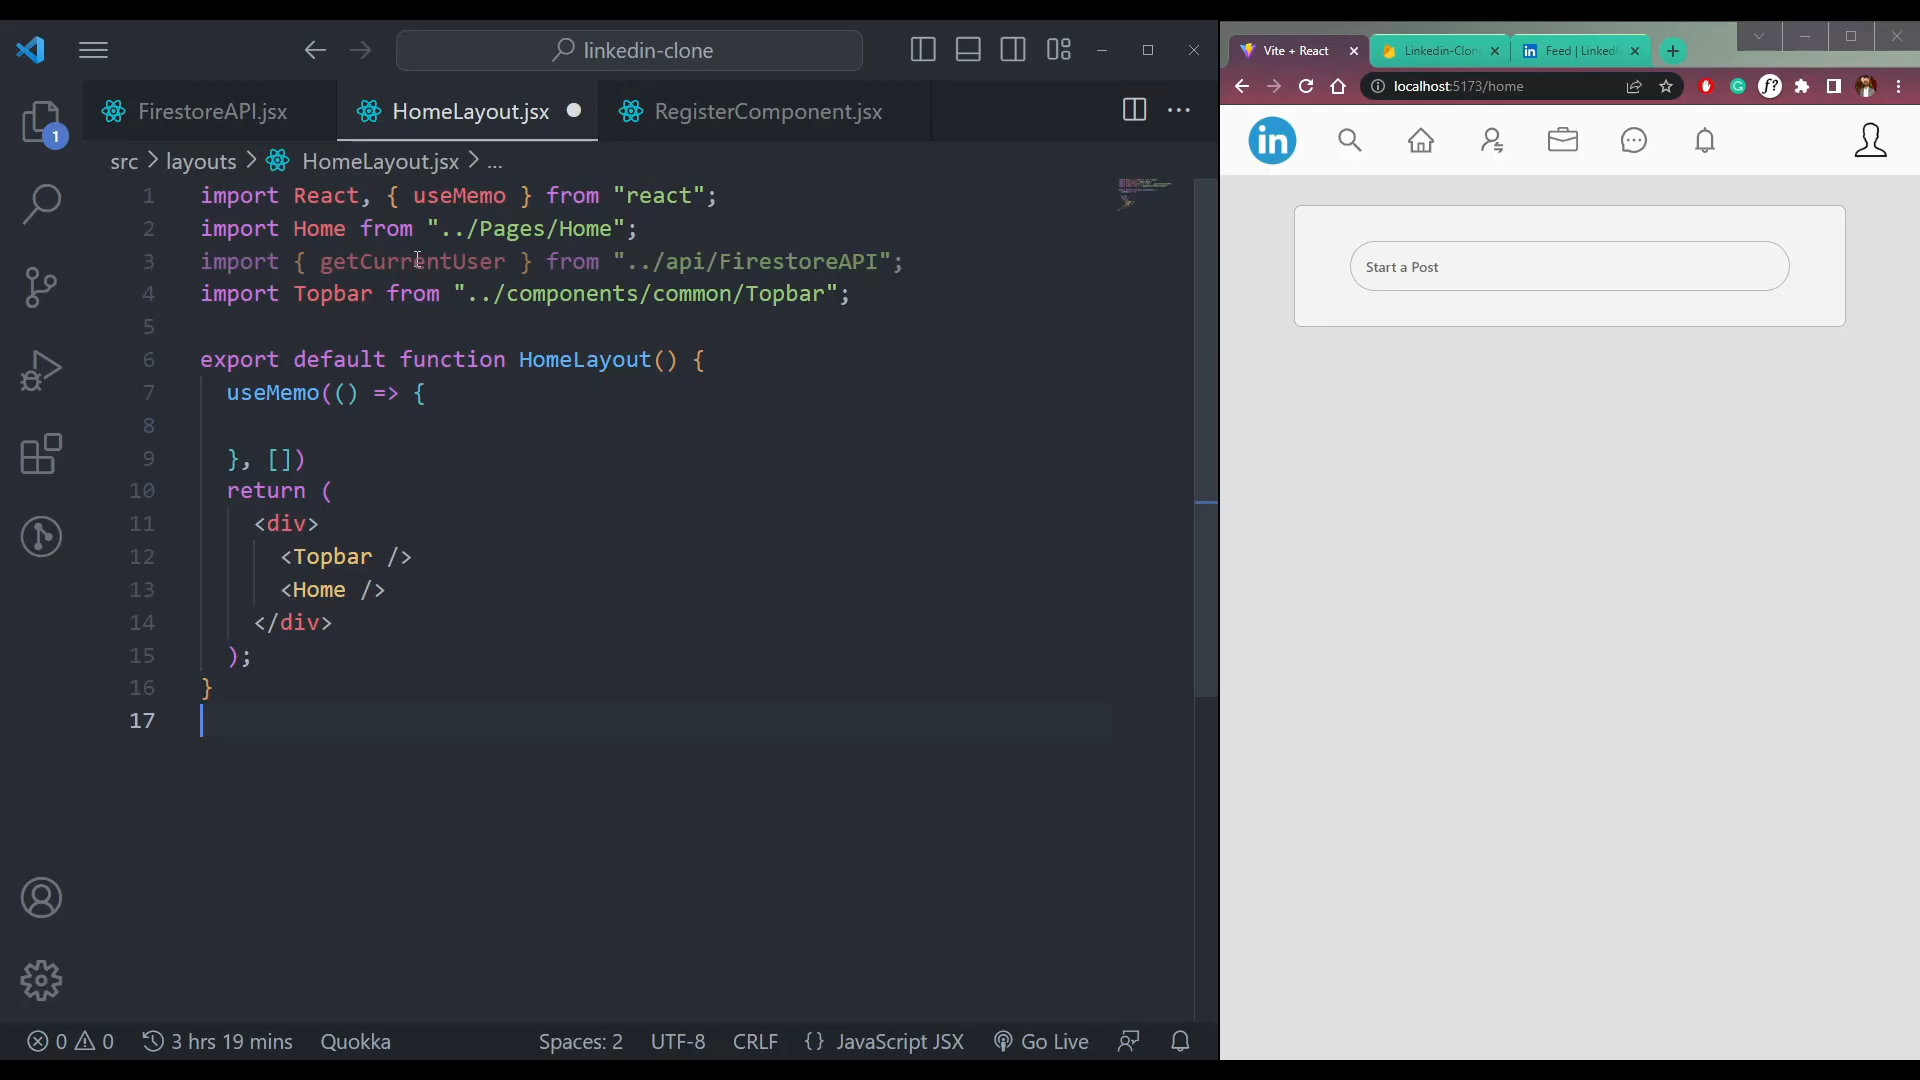 linkedin-clone
FirestoreAPI.jsx
HomeLayout.jsx
RegisterComponent.jsx
src > layouts > HomeLayout.jsx > ...
1 import React, { useMemo } from "react";
2 import Home from "../Pages/Home";
3 import { getCurrentUser } from "../api/FirestoreAPI";
4 import Topbar from "../components/common/Topbar";
5
6 export default function HomeLayout() {
7 useMemo(() => {
8
9 }, [])
10 return (
11 <div>
12 <Topbar />
13 <Home />
14 </div>
15 );
16 }
17
1
0 0 3 hrs 19 mins Quokka Spaces: 2 UTF-8 CRLF {} JavaScript JSX Go Live
Vite + React
Linkedin-Clon
in Feed | Linked
localhost:5173/home
f?
in
Start a Post